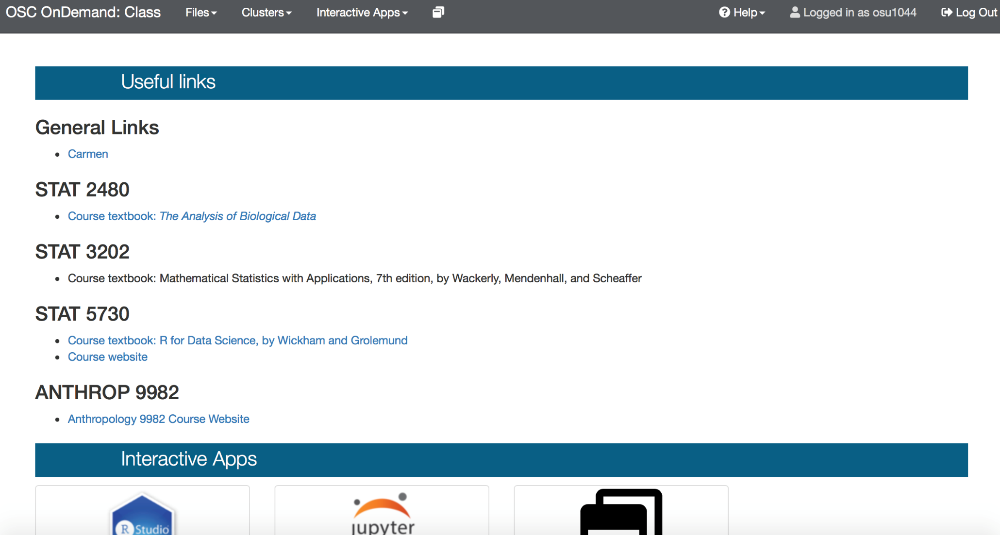 OSC OnDemand: Class Files Clusters Interactive Apps Help Logged in as osu1044 Log Out
Useful links
General Links
Carmen
STAT 2480
Course textbook: The Analysis of Biological Data
STAT 3202
Course textbook: Mathematical Statistics with Applications, 7th edition, by Wackerly, Mendenhall, and Scheaffer
STAT 5730
Course textbook: R for Data Science, by Wickham and Grolemund
Course website
ANTHROP 9982
Anthropology 9982 Course Website
Interactive Apps
R Studio
jupyter